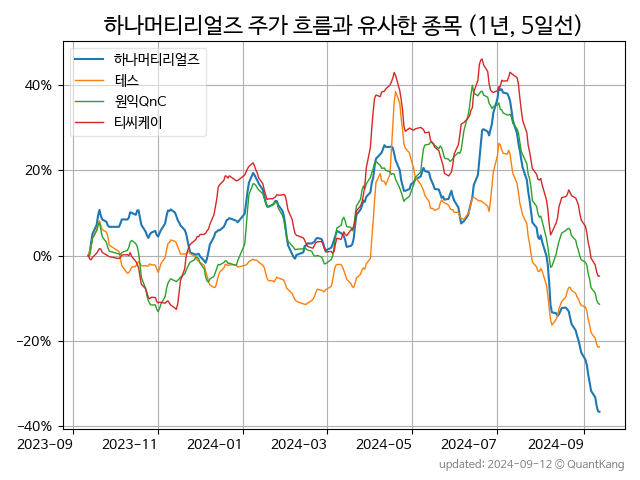 하나머티리얼즈 주가 흐름과 유사한 종목 (1년, 5일선)
하나머티리얼즈
테스
원익QnC
티씨케이
40%
20%
0%
−20%
−40%
2023-09 2023-11 2024-01 2024-03 2024-05 2024-07 2024-09
updated: 2024-09-12 © QuantKang